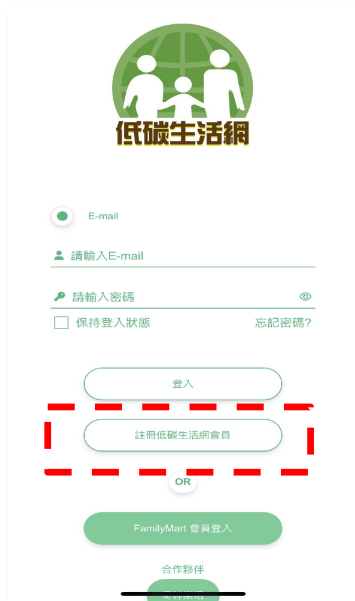 低碳生活網
E-mail
請輸入E-mail
請輸入密碼
保持登入狀態 忘記密碼?
登入
註冊低碳生活網會員
OR
FamilyMart 會員登入
合作夥伴